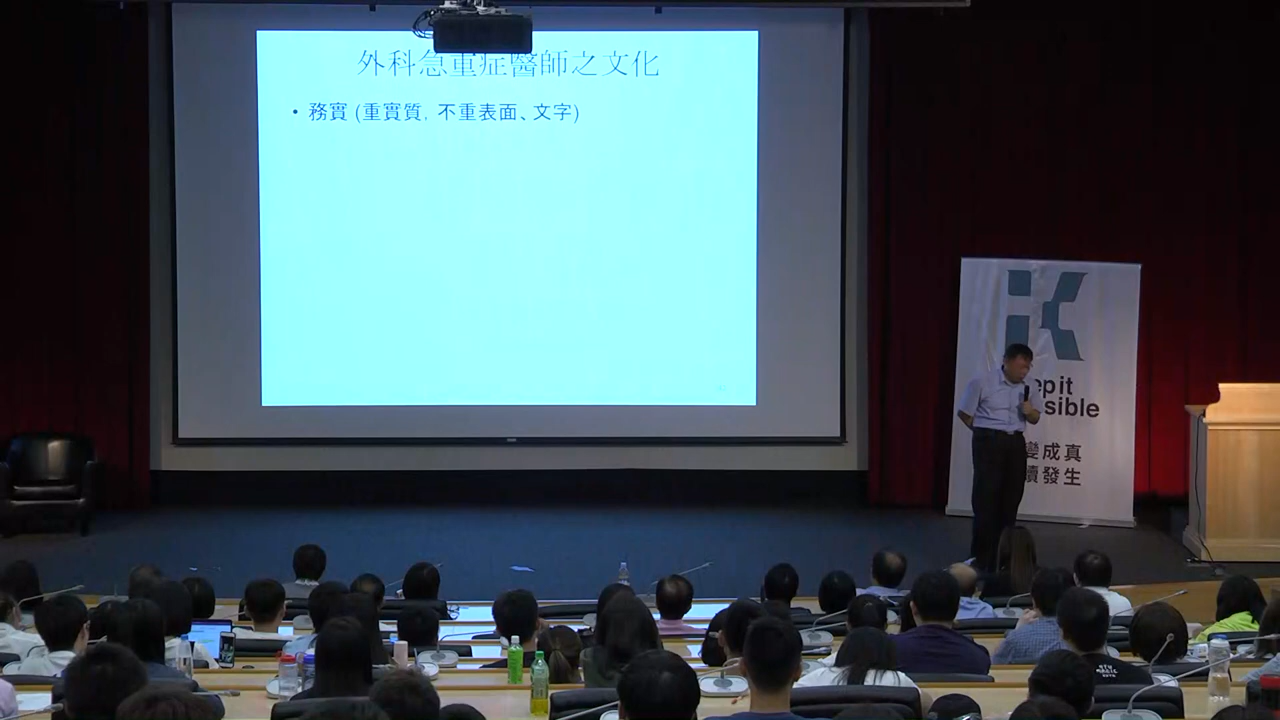 外科急重症醫師之文化
• 務實 (重實質, 不重表面、文字)
iK
epit
sible
變成真
續發生